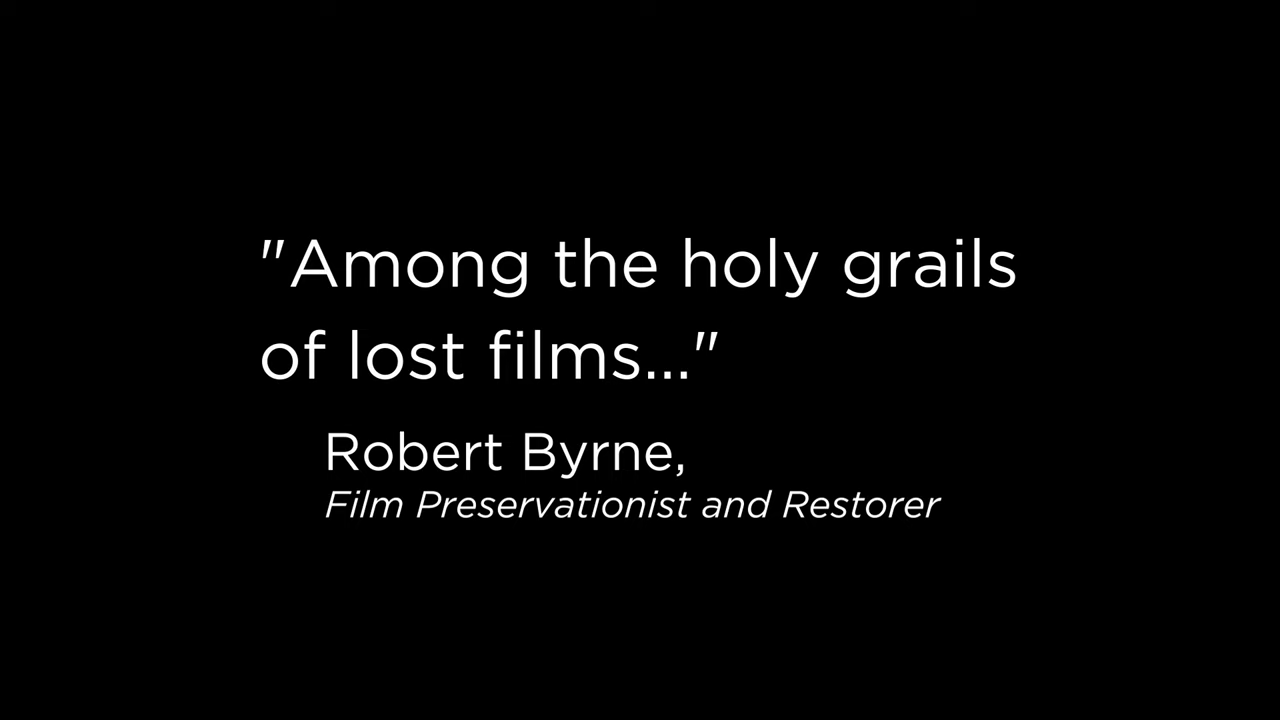 "Among the holy grails
of lost films..."
Robert Byrne,
Film Preservationist and Restorer